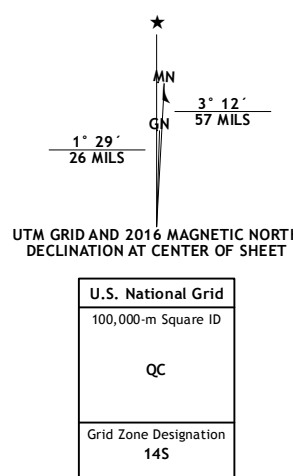 ★
MN
GN
3° 12´
57 MILS
1° 29´
26 MILS
UTM GRID AND 2016 MAGNETIC NORTH
DECLINATION AT CENTER OF SHEET
U.S. National Grid
100,000-m Square ID
QC
Grid Zone Designation
14S